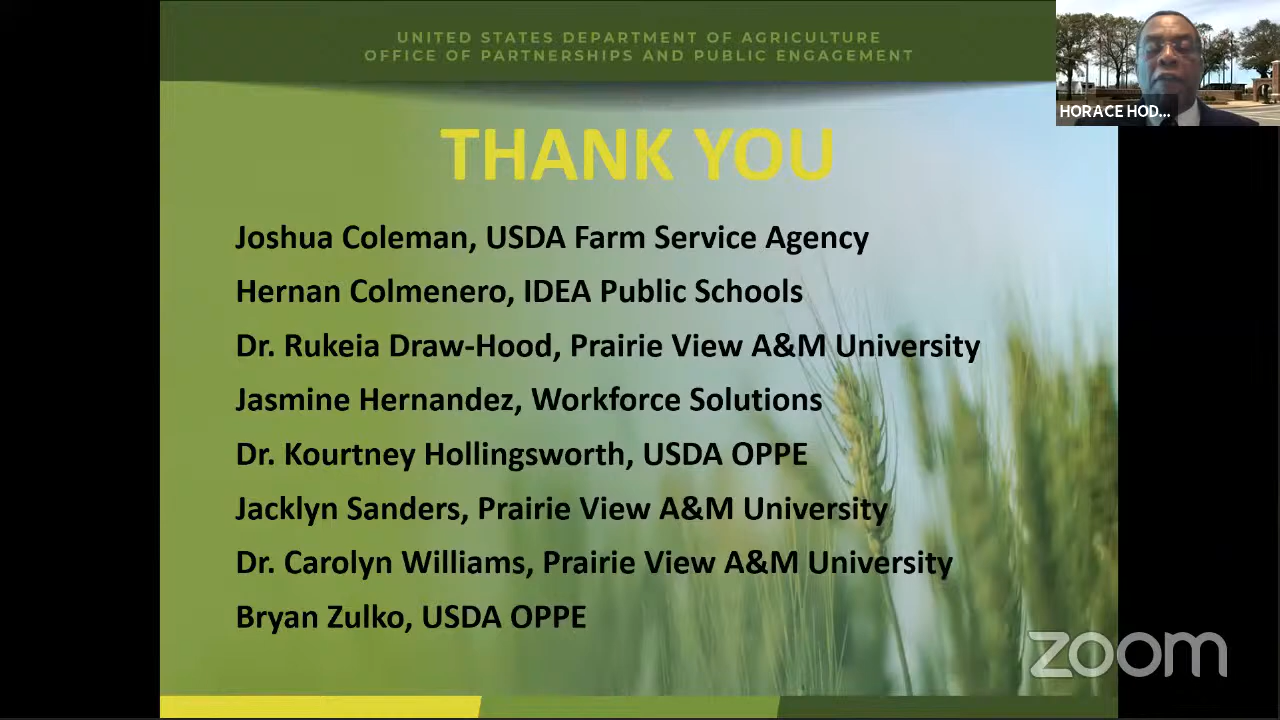 UNITED STATES DEPARTMENT OF AGRICULTURE
OFFICE OF PARTNERSHIPS AND PUBLIC ENGAGEMENT
HORACE HOD...
THANK YOU
Joshua Coleman, USDA Farm Service Agency
Hernan Colmenero, IDEA Public Schools
Dr. Rukeia Draw-Hood, Prairie View A&M University
Jasmine Hernandez, Workforce Solutions
Dr. Kourtney Hollingsworth, USDA OPPE
Jacklyn Sanders, Prairie View A&M University
Dr. Carolyn Williams, Prairie View A&M University
Bryan Zulko, USDA OPPE
zoom